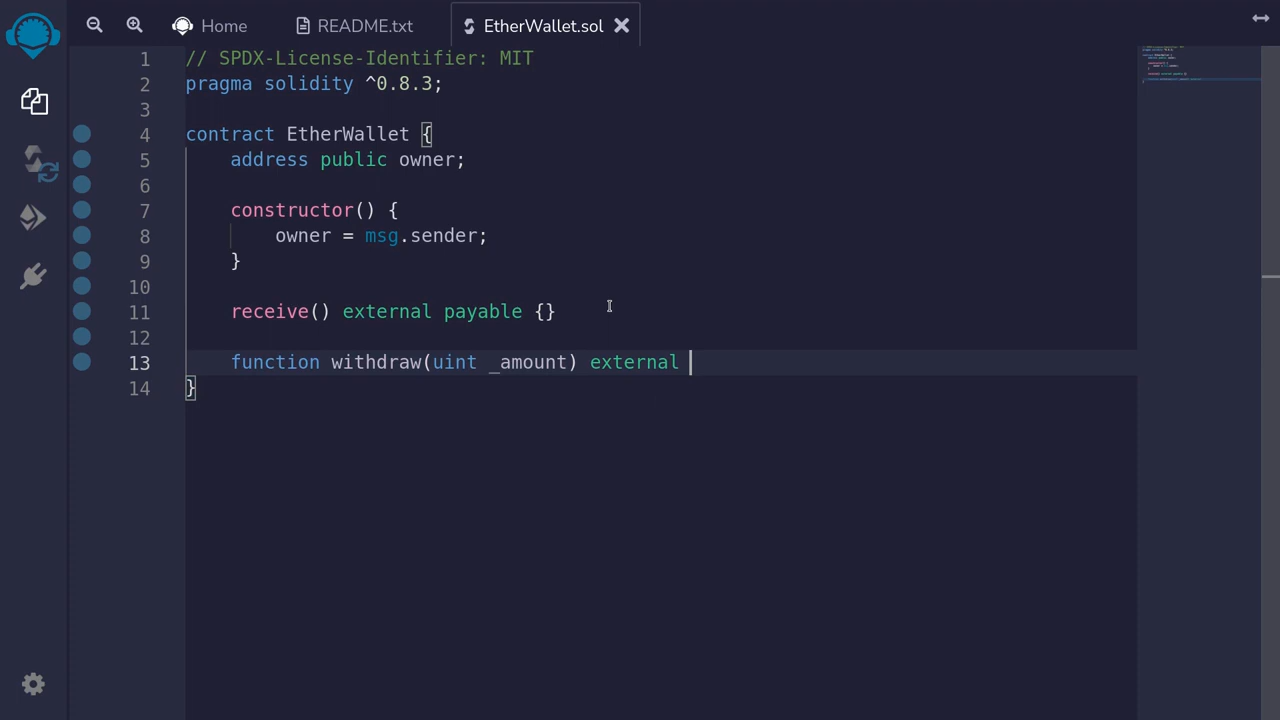 Home README.txt EtherWallet.sol
1 // SPDX-License-Identifier: MIT
2 pragma solidity ^0.8.3;
3
4 contract EtherWallet {
5     address public owner;
6
7     constructor() {
8         owner = msg.sender;
9     }
10
11     receive() external payable {}
12
13     function withdraw(uint _amount) external
14 }